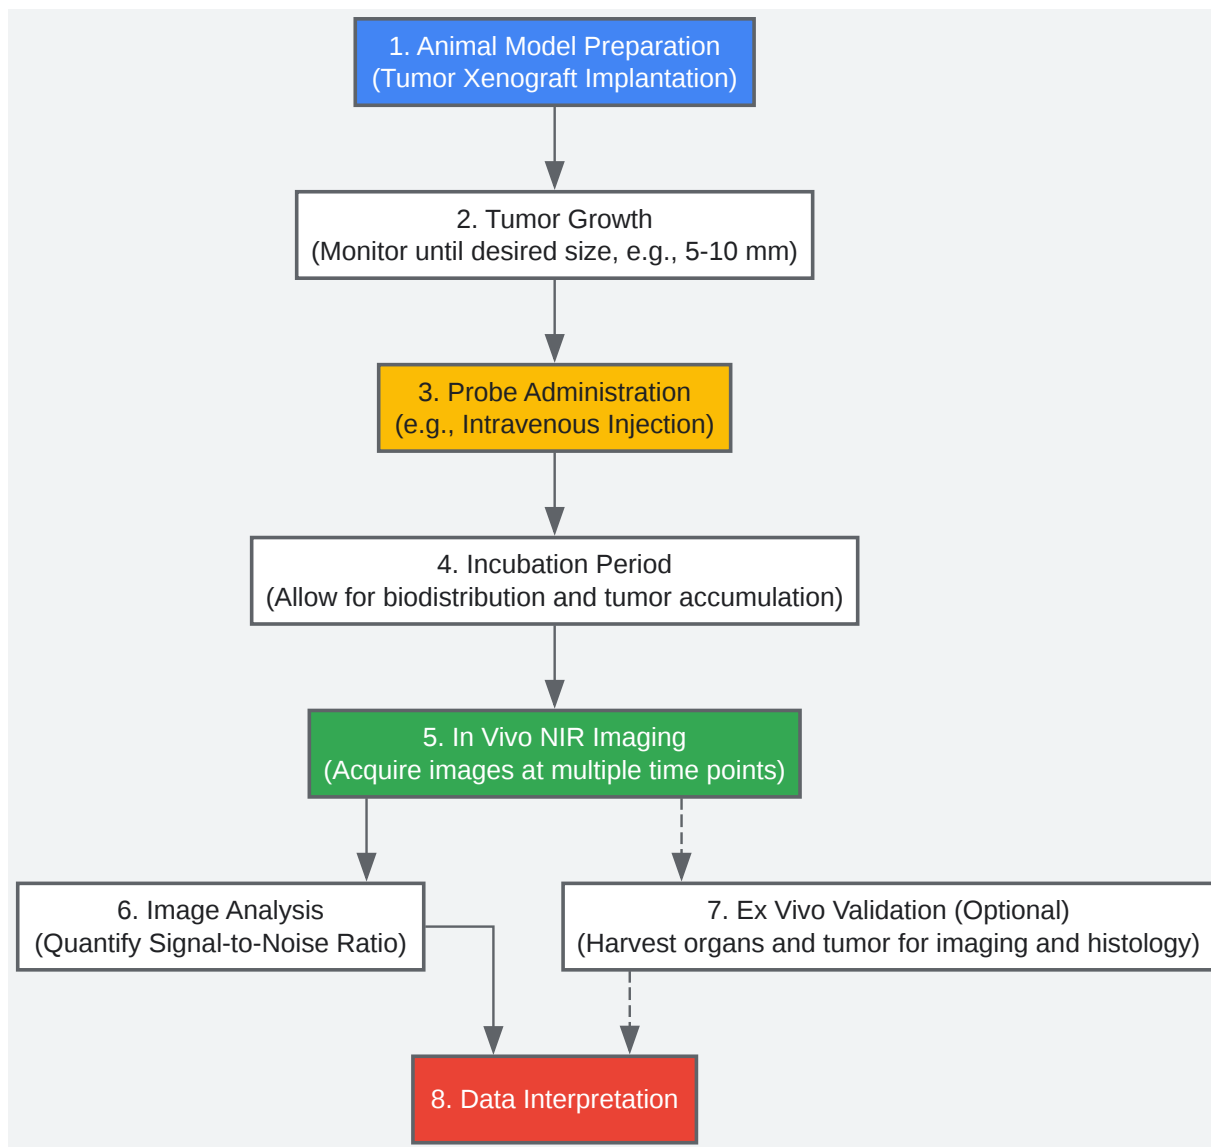 1. Animal Model Preparation
(Tumor Xenograft Implantation)
2. Tumor Growth
(Monitor until desired size, e.g., 5-10 mm)
3. Probe Administration
(e.g., Intravenous Injection)
4. Incubation Period
(Allow for biodistribution and tumor accumulation)
5. In Vivo NIR Imaging
(Acquire images at multiple time points)
6. Image Analysis
(Quantify Signal-to-Noise Ratio)
7. Ex Vivo Validation (Optional)
(Harvest organs and tumor for imaging and histology)
8. Data Interpretation